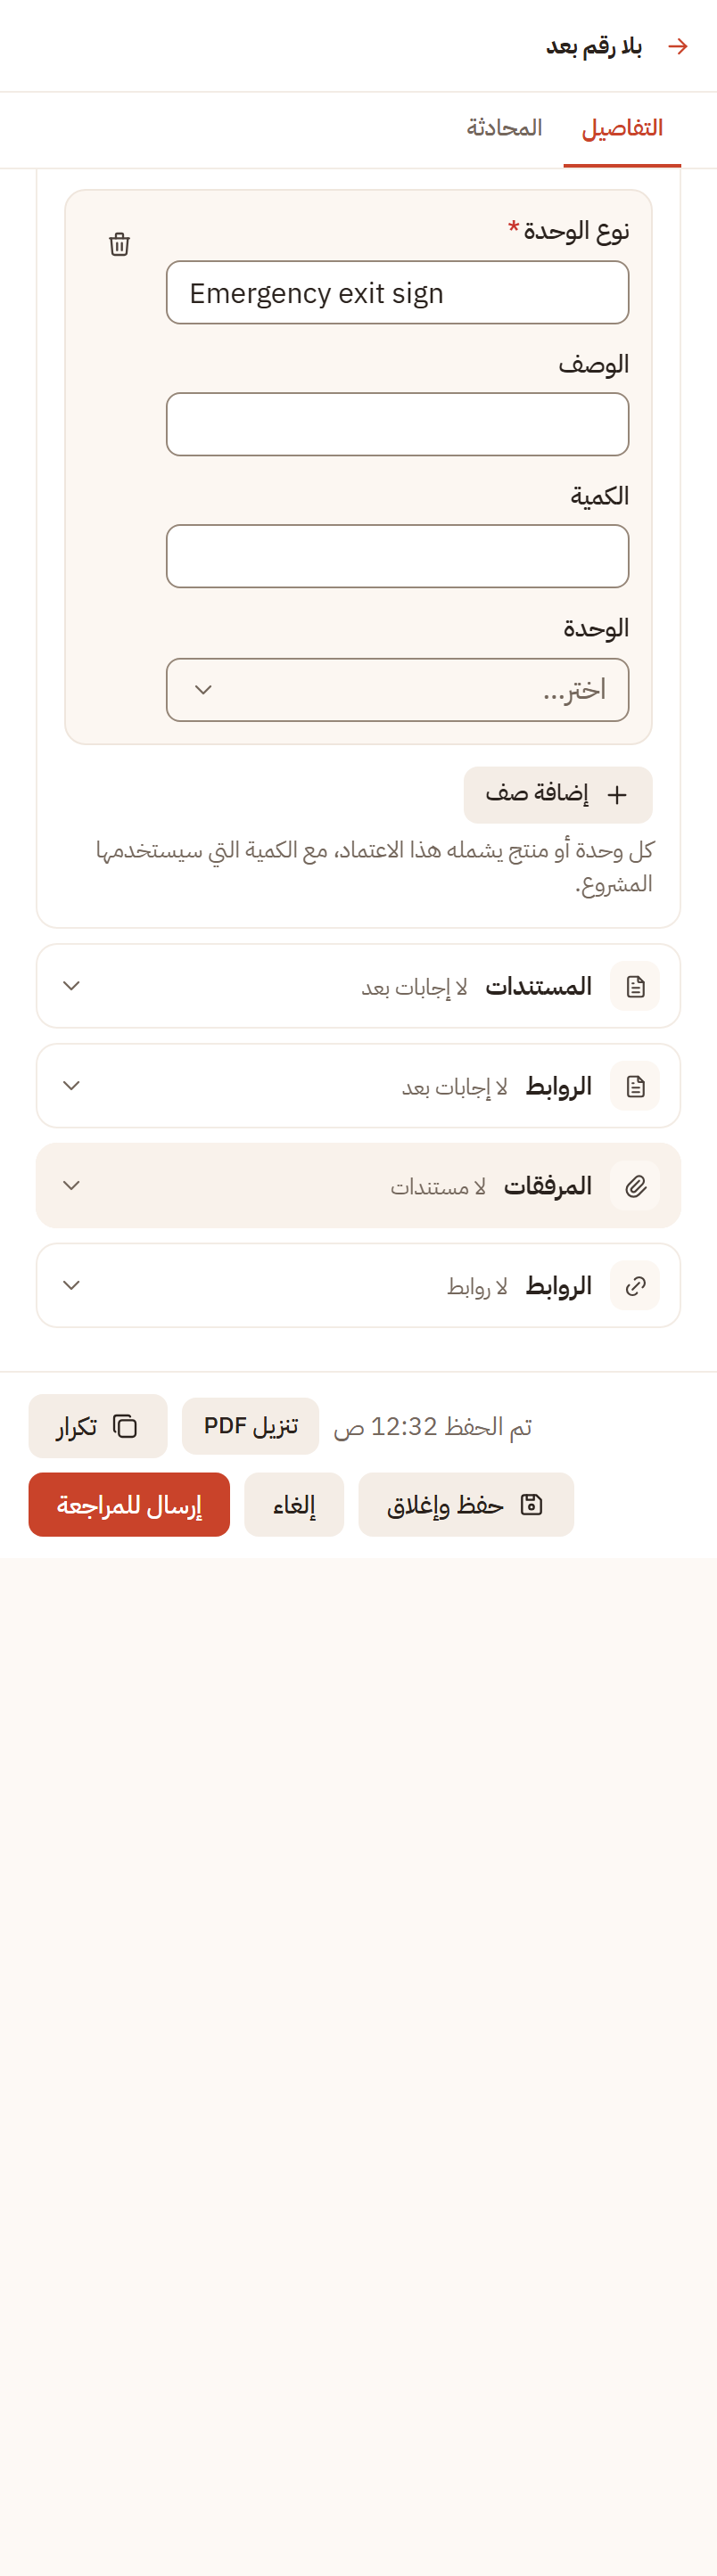 بلا رقم بعد
التفاصيل
المحادثة
نوع الوحدة *
Emergency exit sign
الوصف
الكمية
الوحدة
اختر...
إضافة صف
كل وحدة أو منتج يشمله هذا الاعتماد، مع الكمية التي سيستخدمها
المشروع.
المستندات لا إجابات بعد
الروابط لا إجابات بعد
المرفقات لا مستندات
الروابط لا روابط
تم الحفظ 12:32 ص
تنزيل PDF
تكرار
حفظ وإغلاق
إلغاء
إرسال للمراجعة